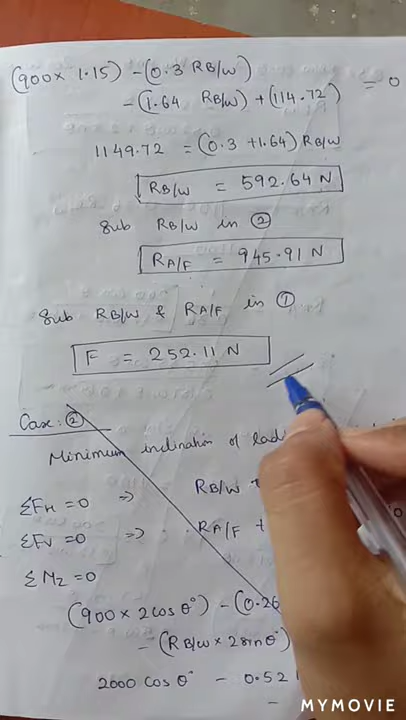 (900 x 1.15) - (0.3 RB/W)
- (1.64 RB/W) + (114.72) = 0
1149.72 = (0.3 + 1.64) RB/W
RB/W = 592.64 N
Sub RB/W in ②
RA/F = 945.91 N
Sub RB/W & RA/F in ①
F = 252.11 N
Case: ②
Minimum inclination of
ΣFH = 0 ⇒ RB/W
ΣFV = 0 ⇒ RA/F +
ΣMZ = 0
(900 x 2cos θ°) - (0.26
- (RB/W x 2sinθ°)
2000 cos θ° - 0.52
MYMOVIE